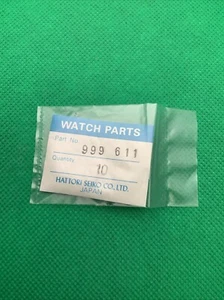 WATCH PARTS
Part No. 999 611
Quantity 10
HATTORI SEIKO CO., LTD.
JAPAN